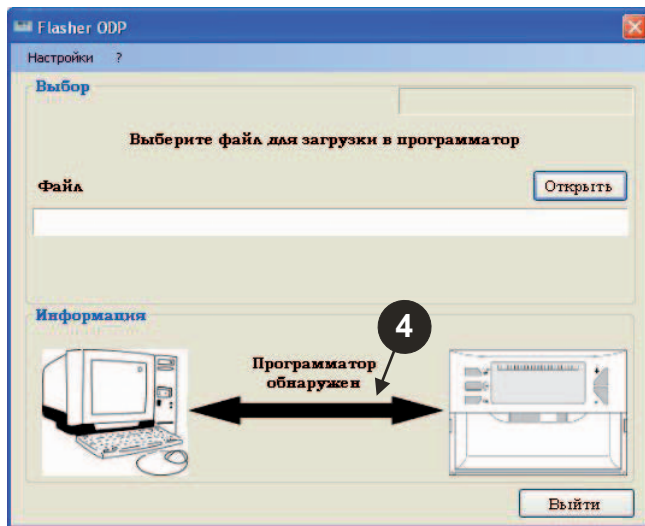 Flasher ODP
Настройки ?
Выбор
Выберите файл для загрузки в программатор
Файл
Открыть
Информация
4
Программатор
обнаружен
Выйти